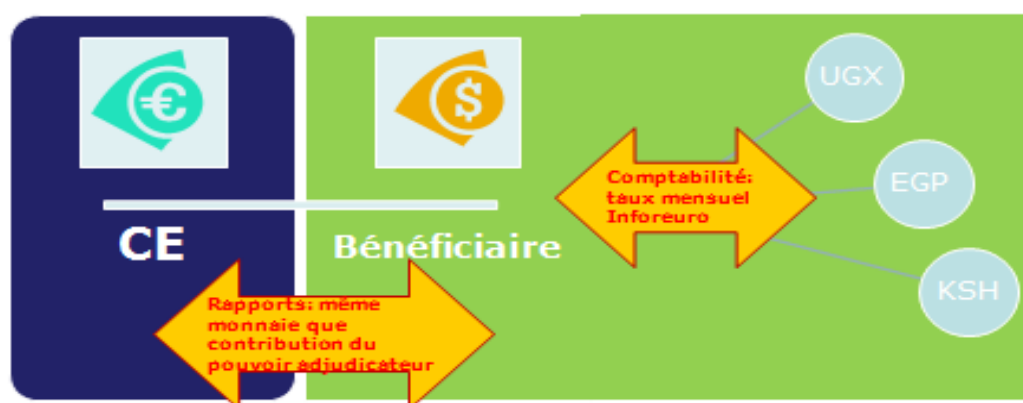 €
$
CE
Bénéficiaire
Rapports: même
monnaie que
contribution du
pouvoir adjudicateur
Comptabilité:
taux mensuel
Inforeuro
UGX
EGP
KSH